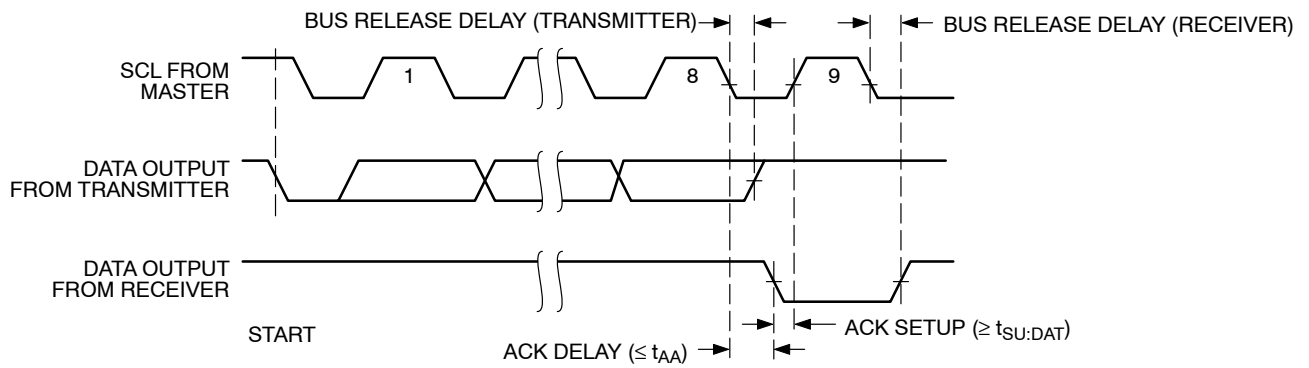 BUS RELEASE DELAY (TRANSMITTER)
BUS RELEASE DELAY (RECEIVER)
SCL FROM
MASTER
1
8
9
DATA OUTPUT
FROM TRANSMITTER
DATA OUTPUT
FROM RECEIVER
START
ACK SETUP (≥ tSU:DAT)
ACK DELAY (≤ tAA)